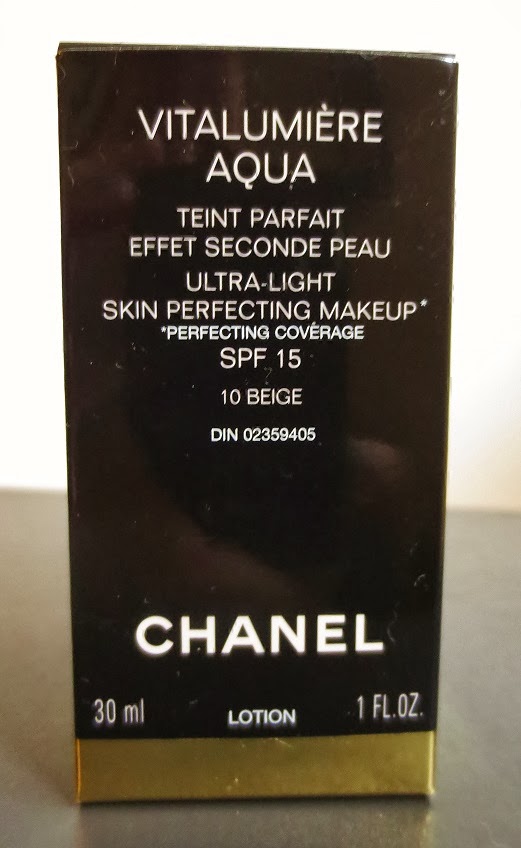 VITALUMIÈRE
AQUA
TEINT PARFAIT
EFFET SECONDE PEAU
ULTRA-LIGHT
SKIN PERFECTING MAKEUP*
*PERFECTING COVÉRAGE
SPF 15
10 BEIGE
DIN 02359405
CHANEL
30 ml LOTION 1 FL.OZ.